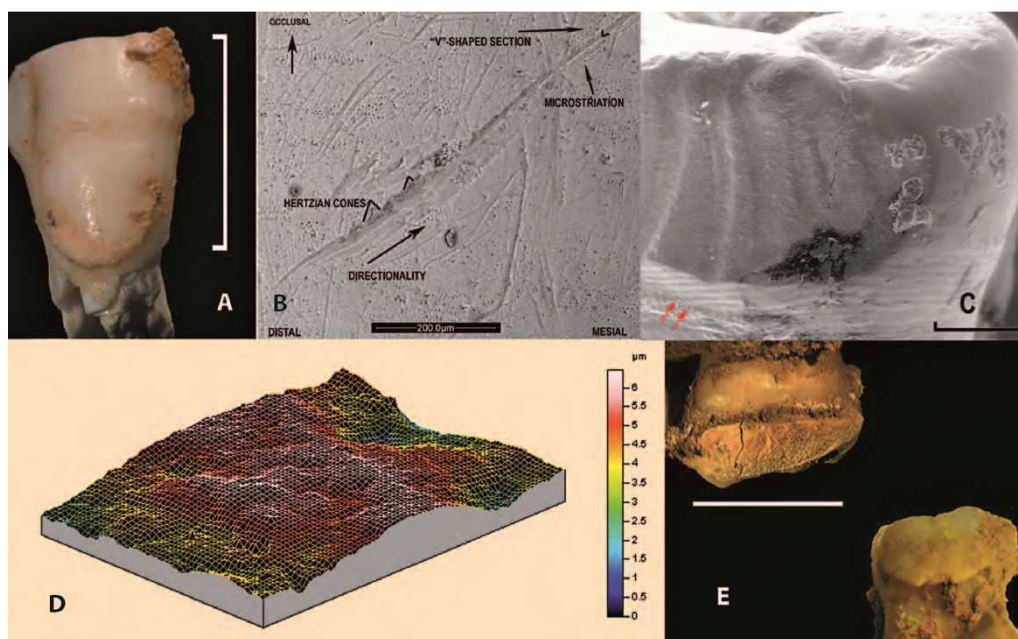 A
OCCLUSAL
"V"-SHAPED SECTION
MICROSTRIATION
HERTZIAN CONES
DIRECTIONALITY
B
200.0µm
DISTAL
MESIAL
C
µm
6
5.5
5
4.5
4
3.5
3
2.5
2
1.5
1
0.5
0
D
E